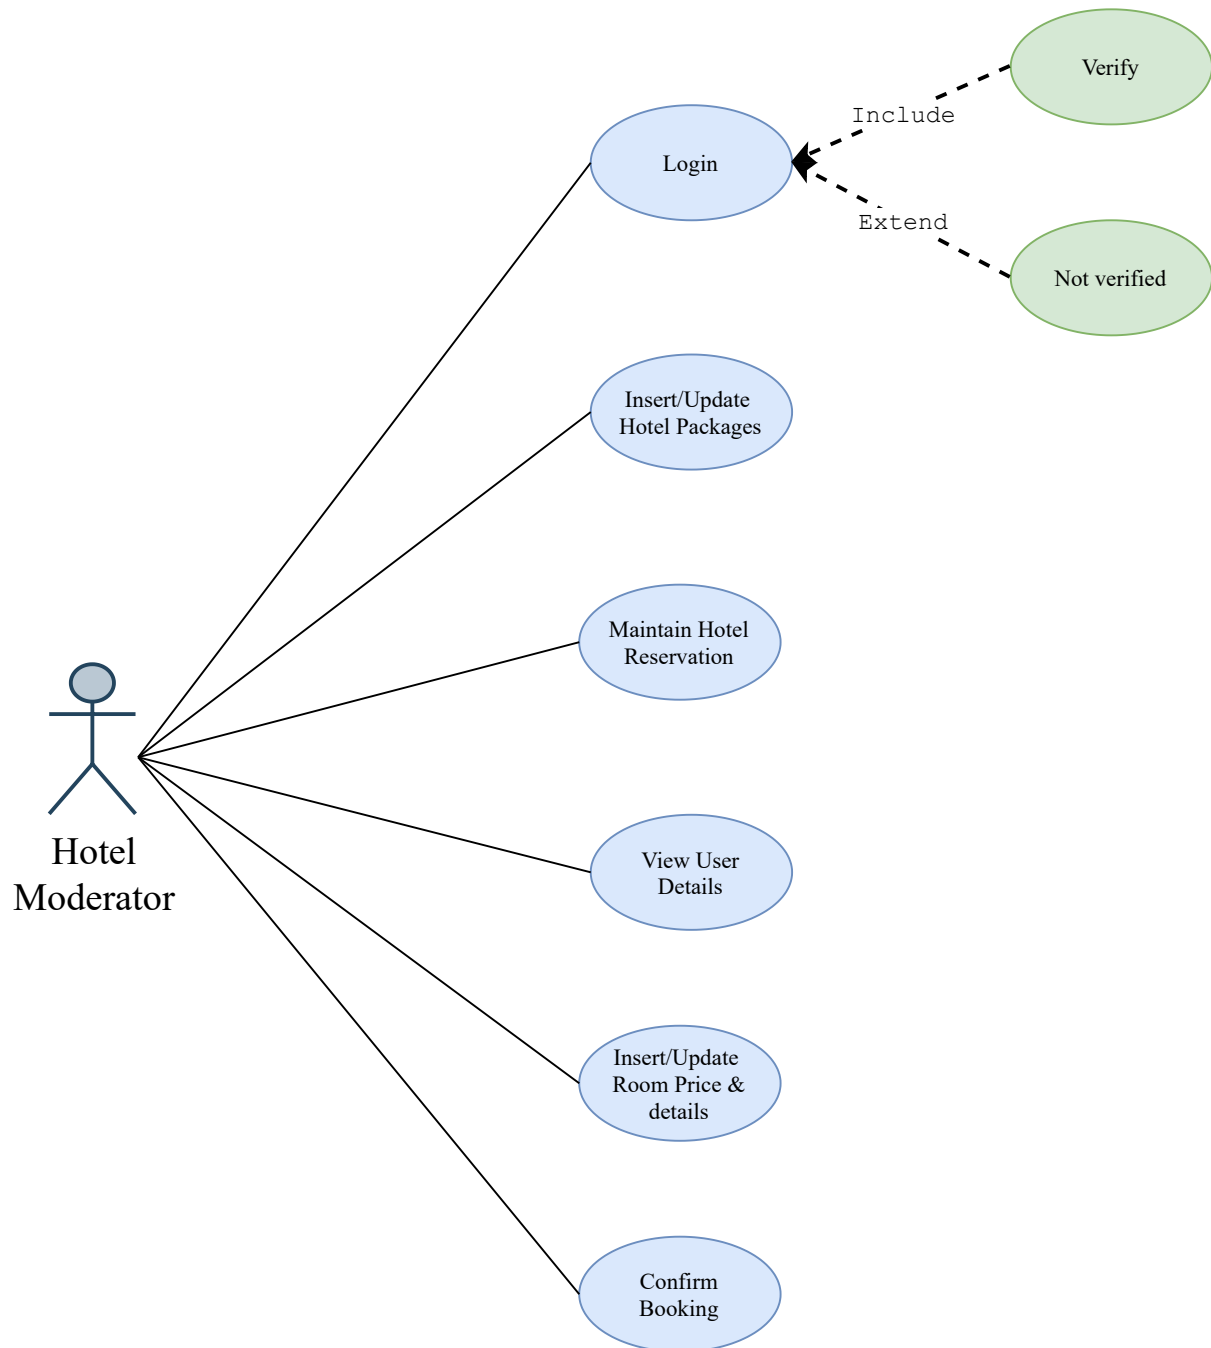 Verify
Include
Login
Extend
Not verified
Insert/Update
Hotel Packages
Maintain Hotel
Reservation
Hotel
Moderator
View User
Details
Insert/Update
Room Price &
details
Confirm
Booking